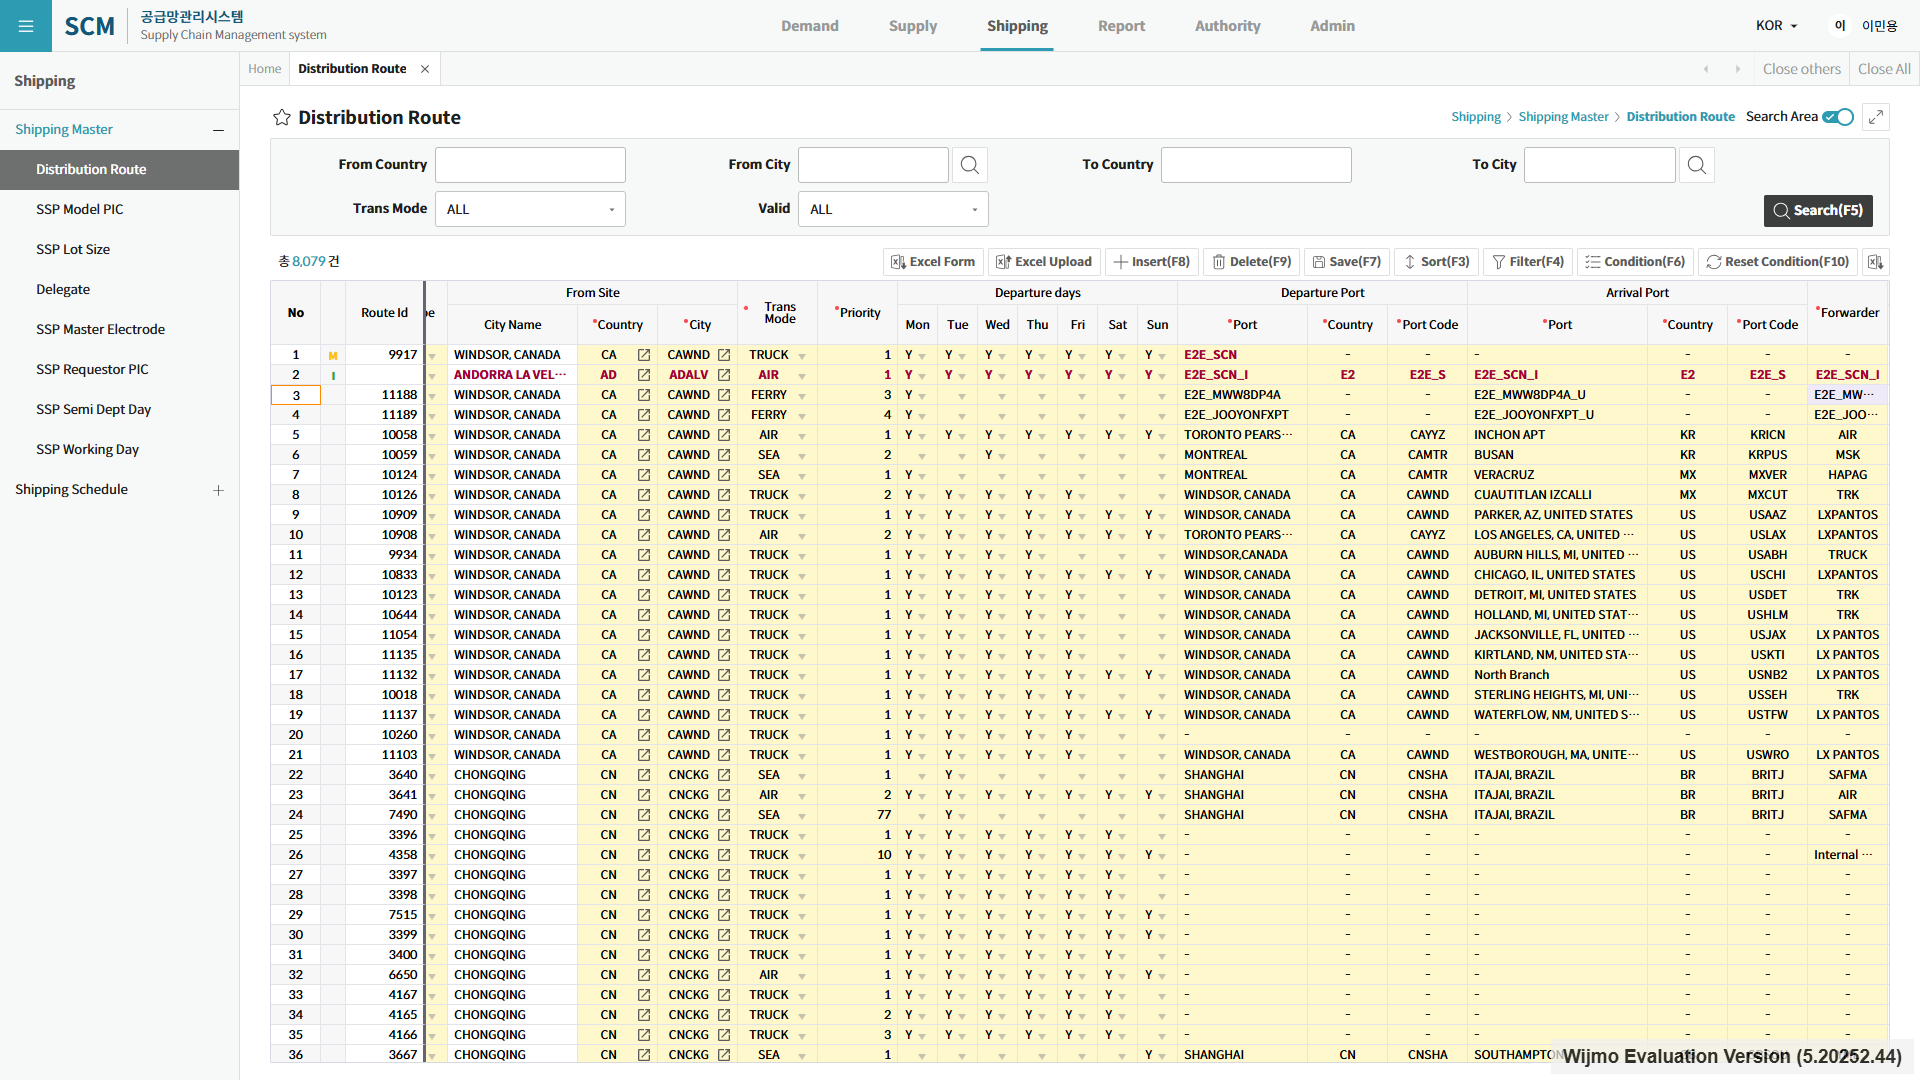 SCM
공급망관리시스템
Supply Chain Management system
Demand Supply Shipping Report Authority Admin
KOR 이 이민용
Shipping
Home Distribution Route
Close others Close All
Shipping Master
Distribution Route
SSP Model PIC
SSP Lot Size
Delegate
SSP Master Electrode
SSP Requestor PIC
SSP Semi Dept Day
SSP Working Day
Shipping Schedule
Distribution Route
Shipping > Shipping Master > Distribution Route Search Area
From Country From City To Country To City
Trans Mode ALL Valid ALL Search(F5)
총 8,079 건
Excel Form Excel Upload Insert(F8) Delete(F9) Save(F7) Sort(F3) Filter(F4) Condition(F6) Reset Condition(F10)
From Site Departure days Departure Port Arrival Port
No Route Id pe City Name *Country *City *Trans Mode *Priority Mon Tue Wed Thu Fri Sat Sun *Port *Country *Port Code *Port *Country *Port Code *Forwarder
1 M 9917 WINDSOR, CANADA CA CAWND TRUCK 1 Y Y Y Y Y Y Y E2E_SCN - - - - - -
2 I ANDORRA LA VEL··· AD ADALV AIR 1 Y Y Y Y Y Y Y E2E_SCN_I E2 E2E_S E2E_SCN_I E2 E2E_S E2E_SCN_I
3 11188 WINDSOR, CANADA CA CAWND FERRY 3 Y E2E_MWW8DP4A - - E2E_MWW8DP4A_U - - E2E_MW···
4 11189 WINDSOR, CANADA CA CAWND FERRY 4 Y E2E_JOOYONFXPT - - E2E_JOOYONFXPT_U - - E2E_JOO···
5 10058 WINDSOR, CANADA CA CAWND AIR 1 Y Y Y Y Y Y Y TORONTO PEARS··· CA CAYYZ INCHON APT KR KRICN AIR
6 10059 WINDSOR, CANADA CA CAWND SEA 2 Y MONTREAL CA CAMTR BUSAN KR KRPUS MSK
7 10124 WINDSOR, CANADA CA CAWND SEA 1 Y MONTREAL CA CAMTR VERACRUZ MX MXVER HAPAG
8 10126 WINDSOR, CANADA CA CAWND TRUCK 2 Y Y Y Y Y WINDSOR, CANADA CA CAWND CUAUTITLAN IZCALLI MX MXCUT TRK
9 10909 WINDSOR, CANADA CA CAWND TRUCK 1 Y Y Y Y Y Y Y WINDSOR, CANADA CA CAWND PARKER, AZ, UNITED STATES US USAAZ LXPANTOS
10 10908 WINDSOR, CANADA CA CAWND AIR 2 Y Y Y Y Y Y Y TORONTO PEARS··· CA CAYYZ LOS ANGELES, CA, UNITED ··· US USLAX LXPANTOS
11 9934 WINDSOR, CANADA CA CAWND TRUCK 1 Y Y Y Y WINDSOR,CANADA CA CAWND AUBURN HILLS, MI, UNITED ··· US USABH TRUCK
12 10833 WINDSOR, CANADA CA CAWND TRUCK 1 Y Y Y Y Y Y Y WINDSOR, CANADA CA CAWND CHICAGO, IL, UNITED STATES US USCHI LXPANTOS
13 10123 WINDSOR, CANADA CA CAWND TRUCK 1 Y Y Y Y Y WINDSOR, CANADA CA CAWND DETROIT, MI, UNITED STATES US USDET TRK
14 10644 WINDSOR, CANADA CA CAWND TRUCK 1 Y Y Y Y Y WINDSOR, CANADA CA CAWND HOLLAND, MI, UNITED STAT··· US USHLM TRK
15 11054 WINDSOR, CANADA CA CAWND TRUCK 1 Y Y Y Y Y WINDSOR, CANADA CA CAWND JACKSONVILLE, FL, UNITED ··· US USJAX LX PANTOS
16 11135 WINDSOR, CANADA CA CAWND TRUCK 1 Y Y Y Y Y WINDSOR, CANADA CA CAWND KIRTLAND, NM, UNITED STA··· US USKTI LX PANTOS
17 11132 WINDSOR, CANADA CA CAWND TRUCK 1 Y Y Y Y Y Y Y WINDSOR, CANADA CA CAWND North Branch US USNB2 LX PANTOS
18 10018 WINDSOR, CANADA CA CAWND TRUCK 1 Y Y Y Y Y WINDSOR, CANADA CA CAWND STERLING HEIGHTS, MI, UNI··· US USSEH TRK
19 11137 WINDSOR, CANADA CA CAWND TRUCK 1 Y Y Y Y Y Y Y WINDSOR, CANADA CA CAWND WATERFLOW, NM, UNITED S··· US USTFW LX PANTOS
20 10260 WINDSOR, CANADA CA CAWND TRUCK 1 Y Y Y Y Y - - - - - - -
21 11103 WINDSOR, CANADA CA CAWND TRUCK 1 Y Y Y Y Y WINDSOR, CANADA CA CAWND WESTBOROUGH, MA, UNITE··· US USWRO LX PANTOS
22 3640 CHONGQING CN CNCKG SEA 1 Y SHANGHAI CN CNSHA ITAJAI, BRAZIL BR BRITJ SAFMA
23 3641 CHONGQING CN CNCKG AIR 2 Y Y Y Y Y Y Y SHANGHAI CN CNSHA ITAJAI, BRAZIL BR BRITJ AIR
24 7490 CHONGQING CN CNCKG SEA 77 Y SHANGHAI CN CNSHA ITAJAI, BRAZIL BR BRITJ SAFMA
25 3396 CHONGQING CN CNCKG TRUCK 1 Y Y Y Y Y Y - - - - - - -
26 4358 CHONGQING CN CNCKG TRUCK 10 Y Y Y Y Y Y Y - - - - - - Internal ···
27 3397 CHONGQING CN CNCKG TRUCK 1 Y Y Y Y Y Y - - - - - - -
28 3398 CHONGQING CN CNCKG TRUCK 1 Y Y Y Y Y Y - - - - - - -
29 7515 CHONGQING CN CNCKG TRUCK 1 Y Y Y Y Y Y Y - - - - - - -
30 3399 CHONGQING CN CNCKG TRUCK 1 Y Y Y Y Y Y Y - - - - - - -
31 3400 CHONGQING CN CNCKG TRUCK 1 Y Y Y Y Y Y - - - - - - -
32 6650 CHONGQING CN CNCKG AIR 1 Y Y Y Y Y Y Y - - - - - - -
33 4167 CHONGQING CN CNCKG TRUCK 1 Y Y Y Y Y Y - - - - - - -
34 4165 CHONGQING CN CNCKG TRUCK 2 Y Y Y Y Y Y - - - - - - -
35 4166 CHONGQING CN CNCKG TRUCK 3 Y Y Y Y Y Y - - - - - - -
36 3667 CHONGQING CN CNCKG SEA 1 Y SHANGHAI CN CNSHA SOUTHAMPTON
Wijmo Evaluation Version (5.20252.44)